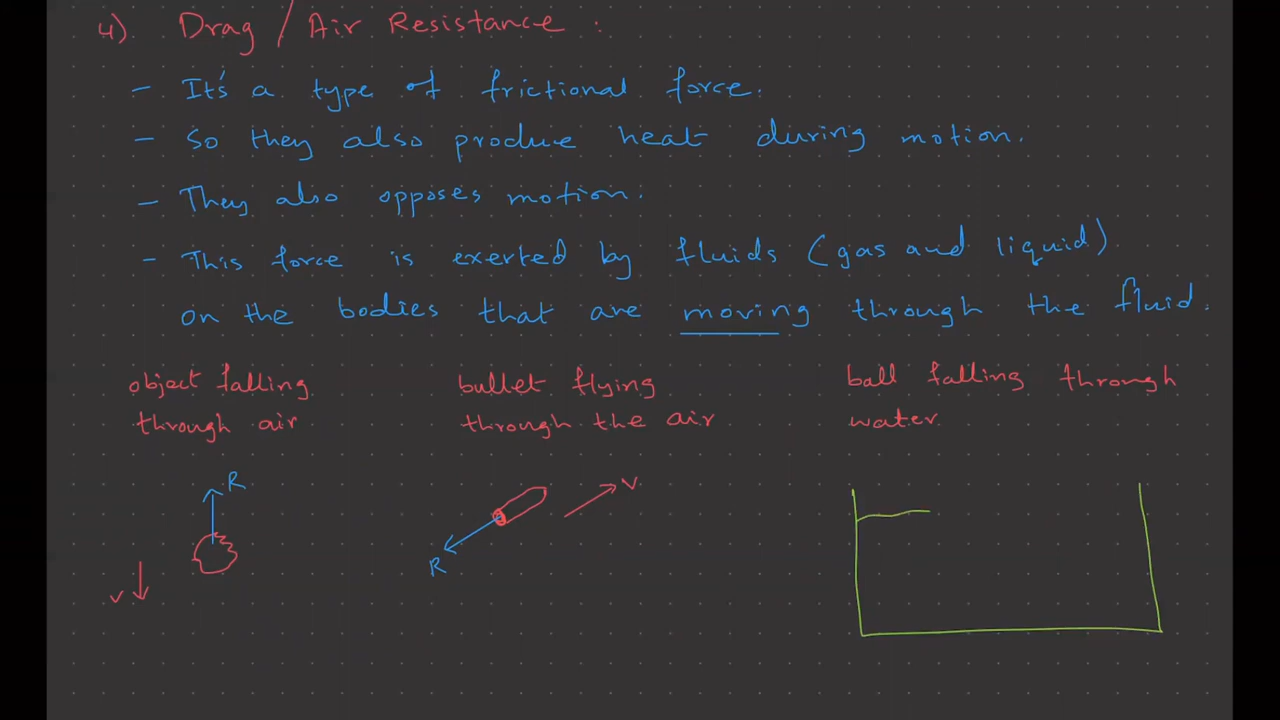 4). Drag / Air Resistance :
- It's a type of frictional force.
- So they also produce heat during motion.
- They also opposes motion.
- This force is exerted by fluids (gas and liquid)
on the bodies that are moving through the fluid.
object falling
through air
bullet flying
through the air
ball falling through
water
R
v
V
R